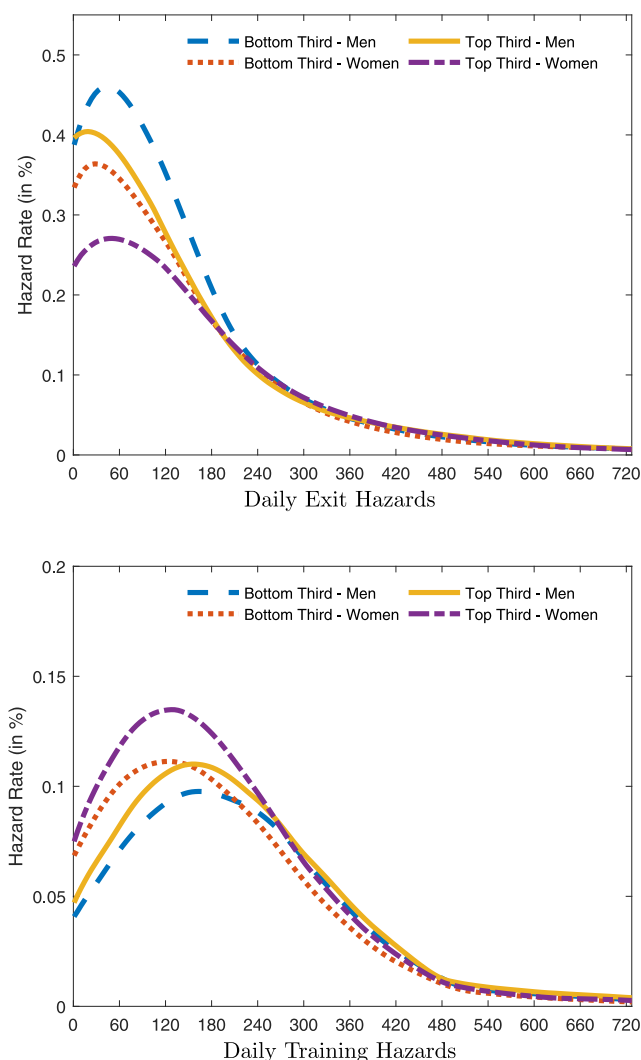 0.5
Bottom Third - Men
Top Third - Men
Bottom Third - Women
Top Third - Women
0.4
0.3
0.2
0.1
0
Hazard Rate (in %)
0 60 120 180 240 300 360 420 480 540 600 660 720
Daily Exit Hazards
0.2
Bottom Third - Men
Top Third - Men
Bottom Third - Women
Top Third - Women
0.15
0.1
0.05
0
Hazard Rate (in %)
0 60 120 180 240 300 360 420 480 540 600 660 720
Daily Training Hazards